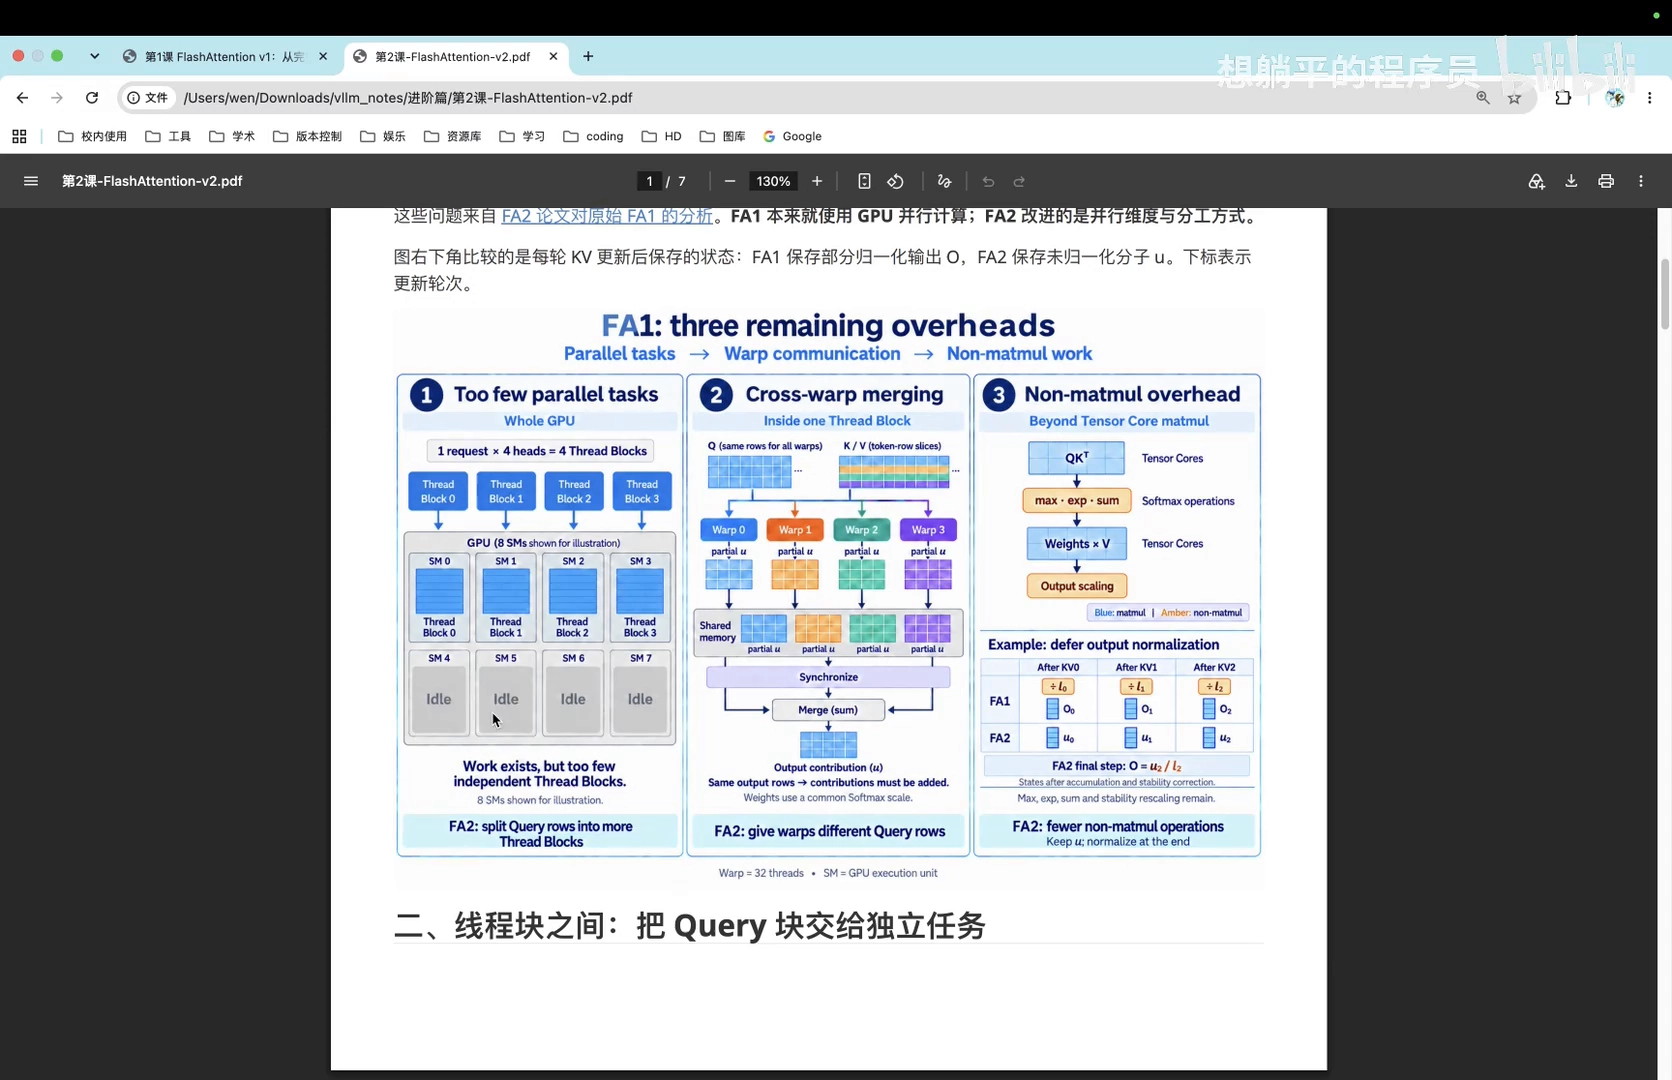 第1课 FlashAttention v1：从完
第2课-FlashAttention-v2.pdf
想躺平的程序员 bilibili
文件 /Users/wen/Downloads/vllm_notes/进阶篇/第2课-FlashAttention-v2.pdf
校内使用 工具 学术 版本控制 娱乐 资源库 学习 coding HD 图库 Google
第2课-FlashAttention-v2.pdf 1 / 7 130%
这些问题来自 FA2 论文对原始 FA1 的分析。FA1 本来就使用 GPU 并行计算；FA2 改进的是并行维度与分工方式。
图右下角比较的是每轮 KV 更新后保存的状态：FA1 保存部分归一化输出 O，FA2 保存未归一化分子 u。下标表示
更新轮次。
FA1: three remaining overheads
Parallel tasks → Warp communication → Non-matmul work
1 Too few parallel tasks
Whole GPU
1 request × 4 heads = 4 Thread Blocks
Thread Block 0 Thread Block 1 Thread Block 2 Thread Block 3
GPU (8 SMs shown for illustration)
SM 0 SM 1 SM 2 SM 3
Thread Block 0 Thread Block 1 Thread Block 2 Thread Block 3
SM 4 SM 5 SM 6 SM 7
Idle Idle Idle Idle
Work exists, but too few
independent Thread Blocks.
8 SMs shown for illustration.
FA2: split Query rows into more
Thread Blocks
2 Cross-warp merging
Inside one Thread Block
Q (same rows for all warps) K / V (token-row slices)
... ...
Warp 0 Warp 1 Warp 2 Warp 3
partial u partial u partial u partial u
Shared memory
partial u partial u partial u partial u
Synchronize
Merge (sum)
Output contribution (u)
Same output rows → contributions must be added.
Weights use a common Softmax scale.
FA2: give warps different Query rows
3 Non-matmul overhead
Beyond Tensor Core matmul
QKᵀ Tensor Cores
max · exp · sum Softmax operations
Weights × V Tensor Cores
Output scaling
Blue: matmul | Amber: non-matmul
Example: defer output normalization
After KV0 After KV1 After KV2
÷ l₀ ÷ l₁ ÷ l₂
FA1 O₀ O₁ O₂
FA2 u₀ u₁ u₂
FA2 final step: O = u₂ / l₂
States after accumulation and stability correction.
Max, exp, sum and stability rescaling remain.
FA2: fewer non-matmul operations
Keep u; normalize at the end
Warp = 32 threads • SM = GPU execution unit
二、线程块之间：把 Query 块交给独立任务